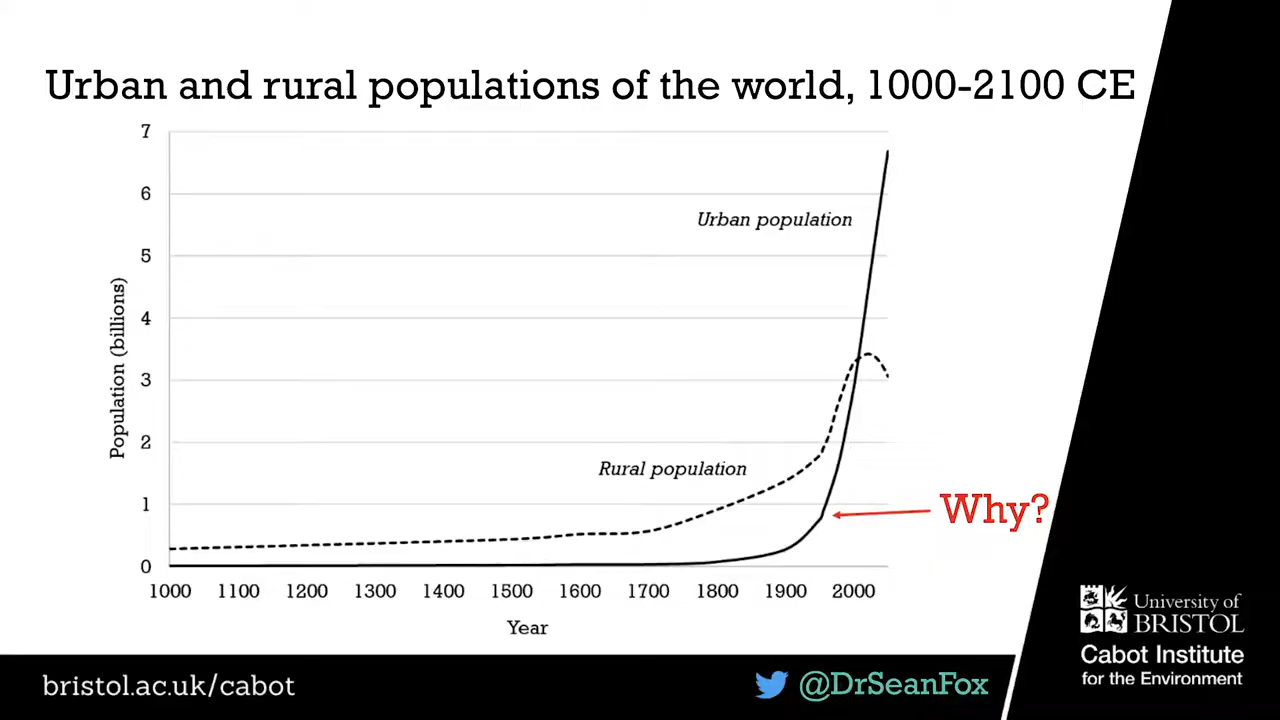 Urban and rural populations of the world, 1000-2100 CE
7
6
5
4
3
2
1
0
Population (billions)
Urban population
Rural population
Why?
1000 1100 1200 1300 1400 1500 1600 1700 1800 1900 2000
Year
University of
BRISTOL
Cabot Institute
for the Environment
bristol.ac.uk/cabot
@DrSeanFox